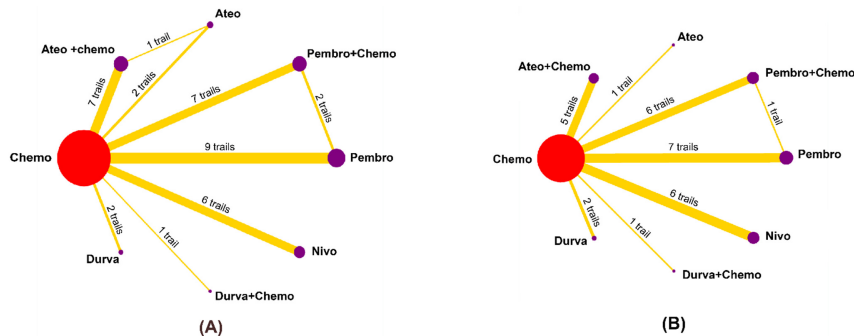 Ateo
Ateo +chemo
1 trail
Pembro+Chemo
7 trails
2 trails
7 trails
2 trails
9 trails
Chemo
Pembro
6 trails
2 trails
1 trail
Nivo
Durva
Durva+Chemo
(A)
Ateo
Ateo+Chemo
Pembro+Chemo
1 trail
5 trails
6 trails
1 trail
7 trails
Chemo
Pembro
6 trails
2 trails
1 trail
Nivo
Durva
Durva+Chemo
(B)